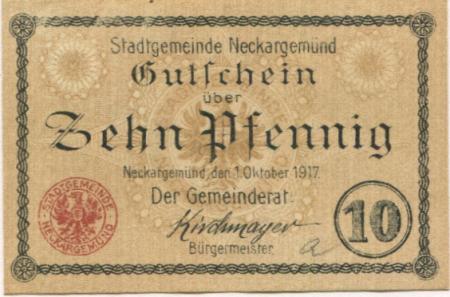 Stadtgemeinde Neckargemünd
Gutschein
über
Zehn Pfennig
Neckargemünd, den 1. Oktober 1917.
Der Gemeinderat:
Kirchmayer
Bürgermeister
STADTGEMEINDE
NECKARGEMÜND
10